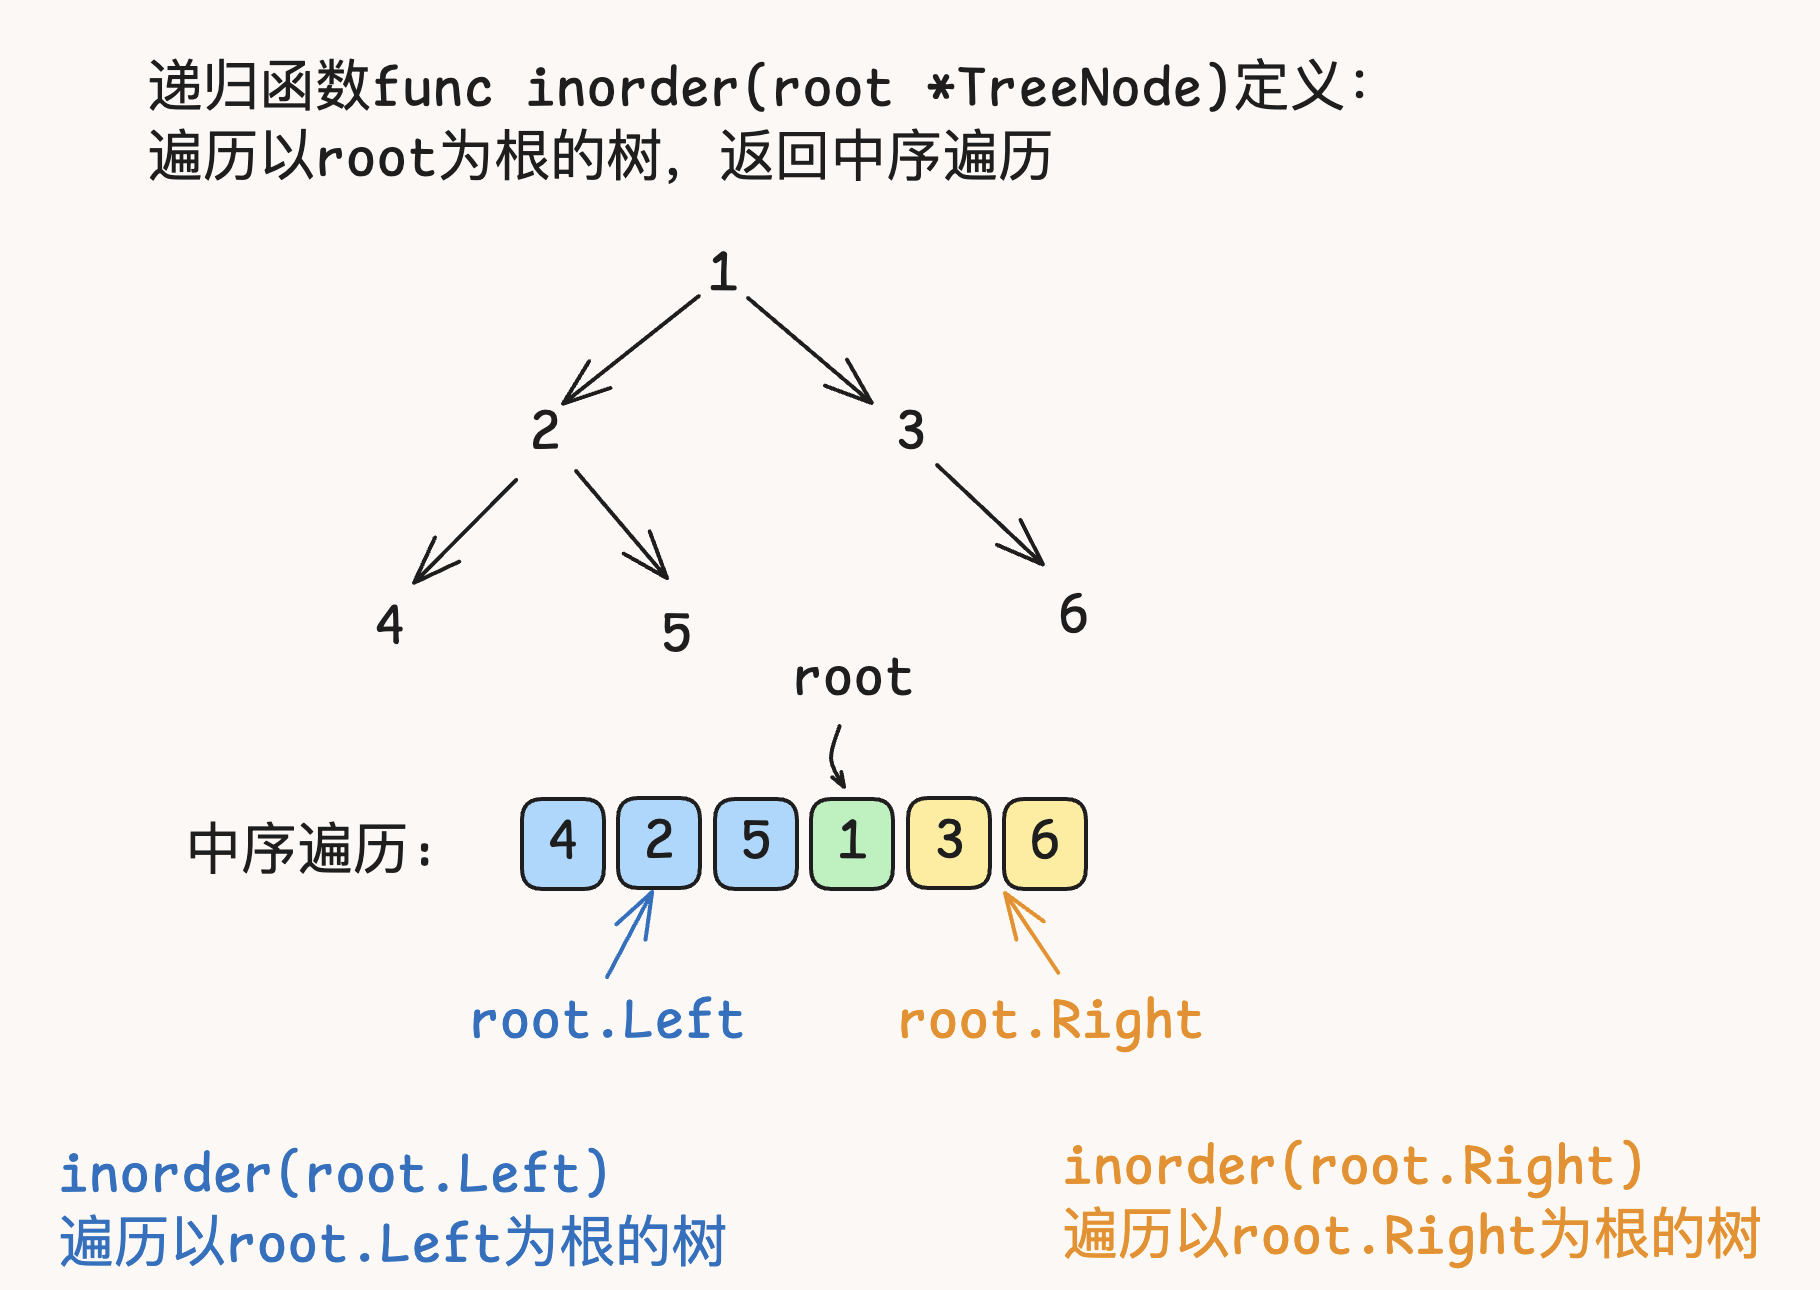 递归函数func inorder(root *TreeNode)定义:
遍历以root为根的树，返回中序遍历
1
2 3
4 5 6
root
中序遍历: 4 2 5 1 3 6
root.Left root.Right
inorder(root.Left)
遍历以root.Left为根的树
inorder(root.Right)
遍历以root.Right为根的树